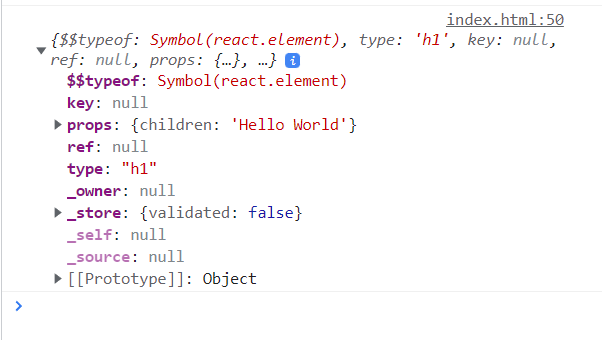 index.html:50
{$$typeof: Symbol(react.element), type: 'h1', key: null,
ref: null, props: {…}, …} i
$$typeof: Symbol(react.element)
key: null
props: {children: 'Hello World'}
ref: null
type: "h1"
_owner: null
_store: {validated: false}
_self: null
_source: null
[[Prototype]]: Object